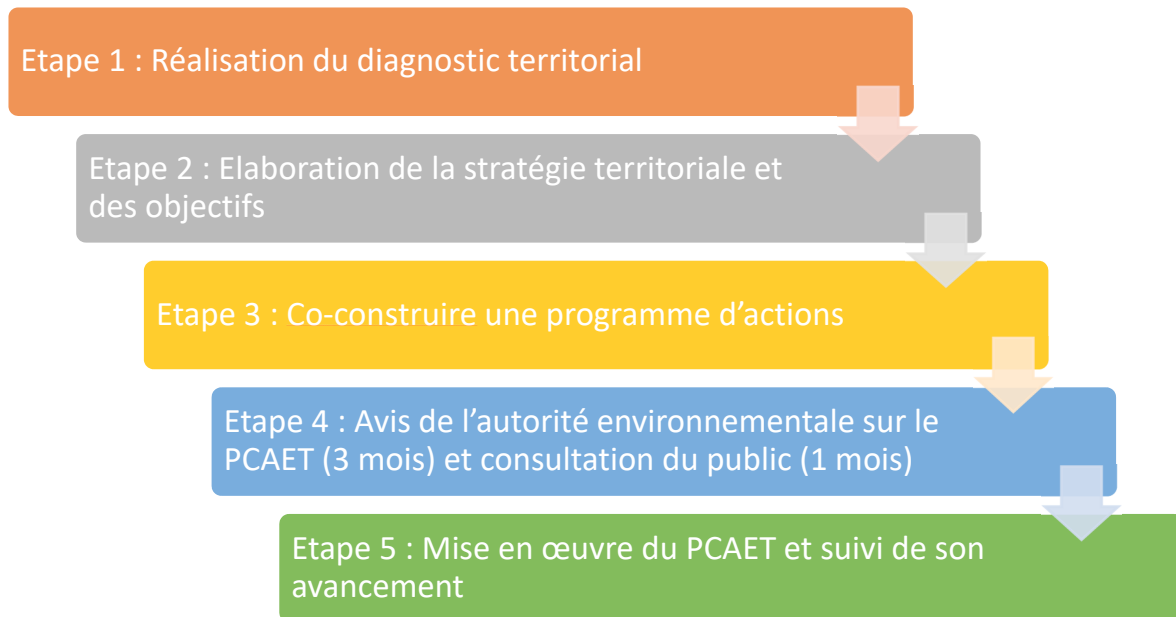 Etape 1 : Réalisation du diagnostic territorial
Etape 2 : Elaboration de la stratégie territoriale et
des objectifs
Etape 3 : Co-construire une programme d’actions
Etape 4 : Avis de l’autorité environnementale sur le
PCAET (3 mois) et consultation du public (1 mois)
Etape 5 : Mise en œuvre du PCAET et suivi de son
avancement